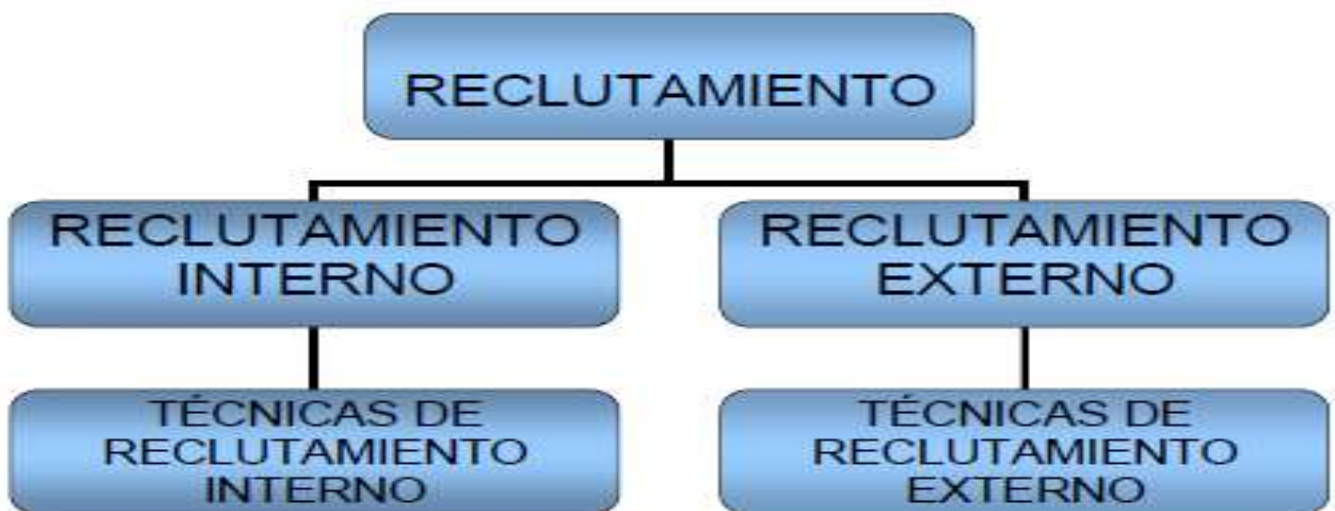 RECLUTAMIENTO
RECLUTAMIENTO
INTERNO
RECLUTAMIENTO
EXTERNO
TÉCNICAS DE
RECLUTAMIENTO
INTERNO
TÉCNICAS DE
RECLUTAMIENTO
EXTERNO